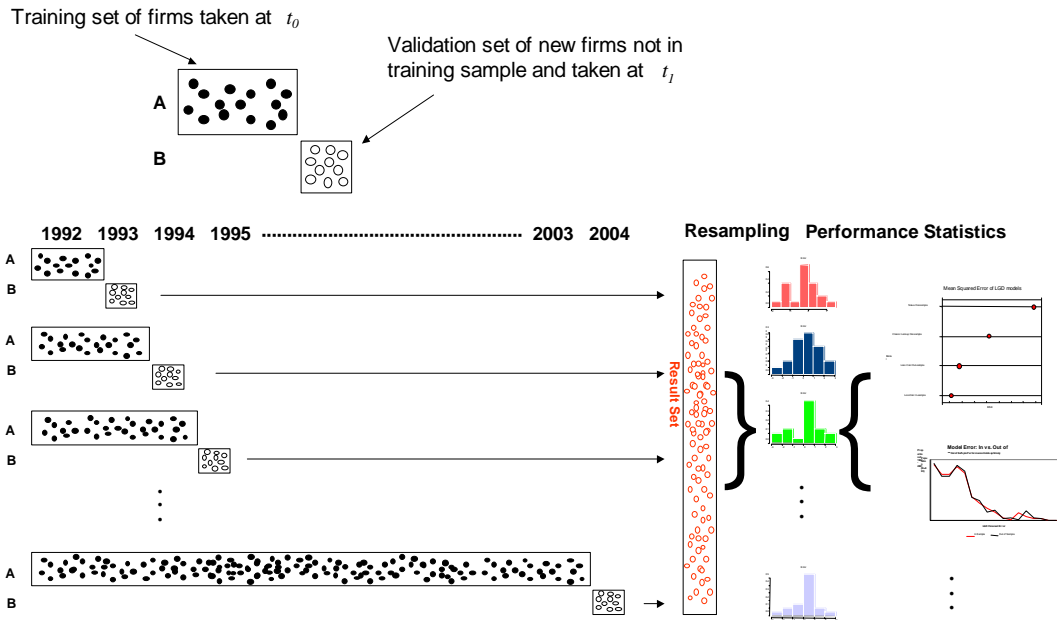 Training set of firms taken at t0
Validation set of new firms not in
training sample and taken at t1
A
B
1992 1993 1994 1995 2003 2004
Resampling Performance Statistics
A
B
A
B
A
B
A
B
Result Set
Mean Squared Error of LGD models
Model Error: In vs. Out of